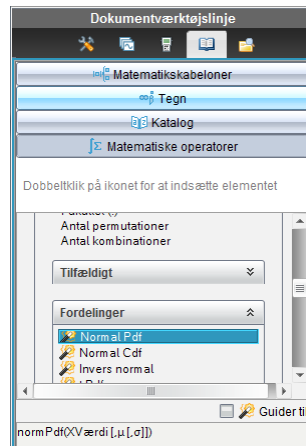 Dokumentværktøjslinje
Matematikskabeloner
Tegn
Katalog
Matematiske operatorer
Dobbeltklik på ikonet for at indsætte elementet
Antal permutationer
Antal kombinationer
Tilfældigt
Fordelinger
Normal Pdf
Normal Cdf
Invers normal
Guider ti
normPdf(XVærdi[,μ[,σ]])